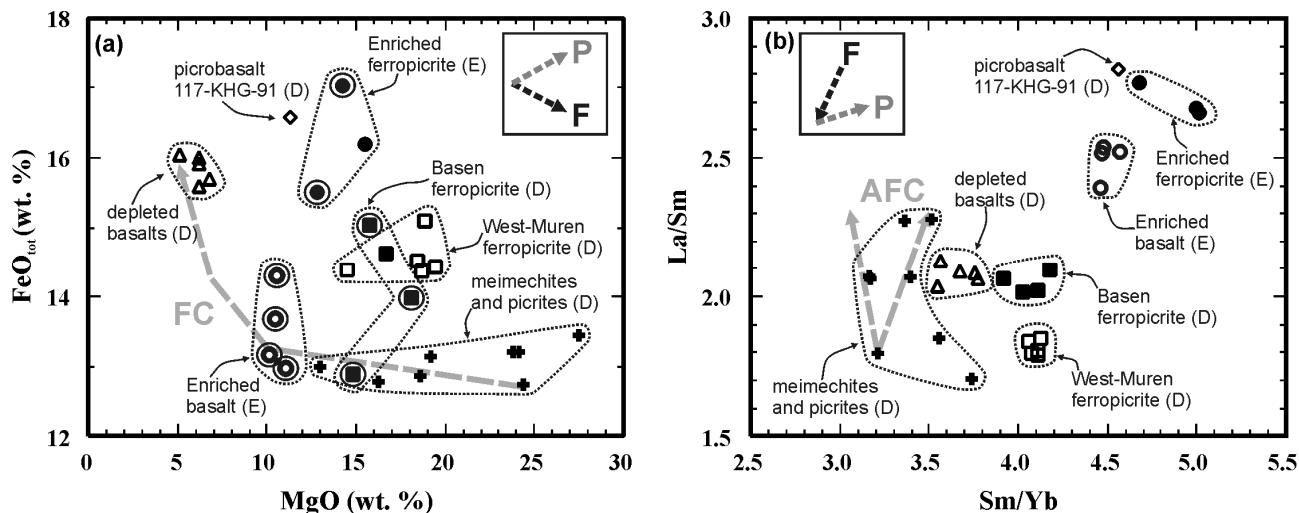 (a)
18
16
14
12
FeOtot (wt. %)
0
5
10
15
20
25
30
MgO (wt. %)
picrobasalt
117-KHG-91 (D)
Enriched
ferropicrite (E)
P
F
depleted
basalts (D)
Basen
ferropicrite (D)
West-Muren
ferropicrite (D)
meimechites
and picrites (D)
FC
Enriched
basalt (E)
(b)
3.0
2.5
2.0
1.5
La/Sm
2.5
3.0
3.5
4.0
4.5
5.0
5.5
Sm/Yb
F
P
picrobasalt
117-KHG-91 (D)
Enriched
ferropicrite (E)
Enriched
basalt (E)
AFC
depleted
basalts (D)
Basen
ferropicrite (D)
West-Muren
ferropicrite (D)
meimechites
and picrites (D)